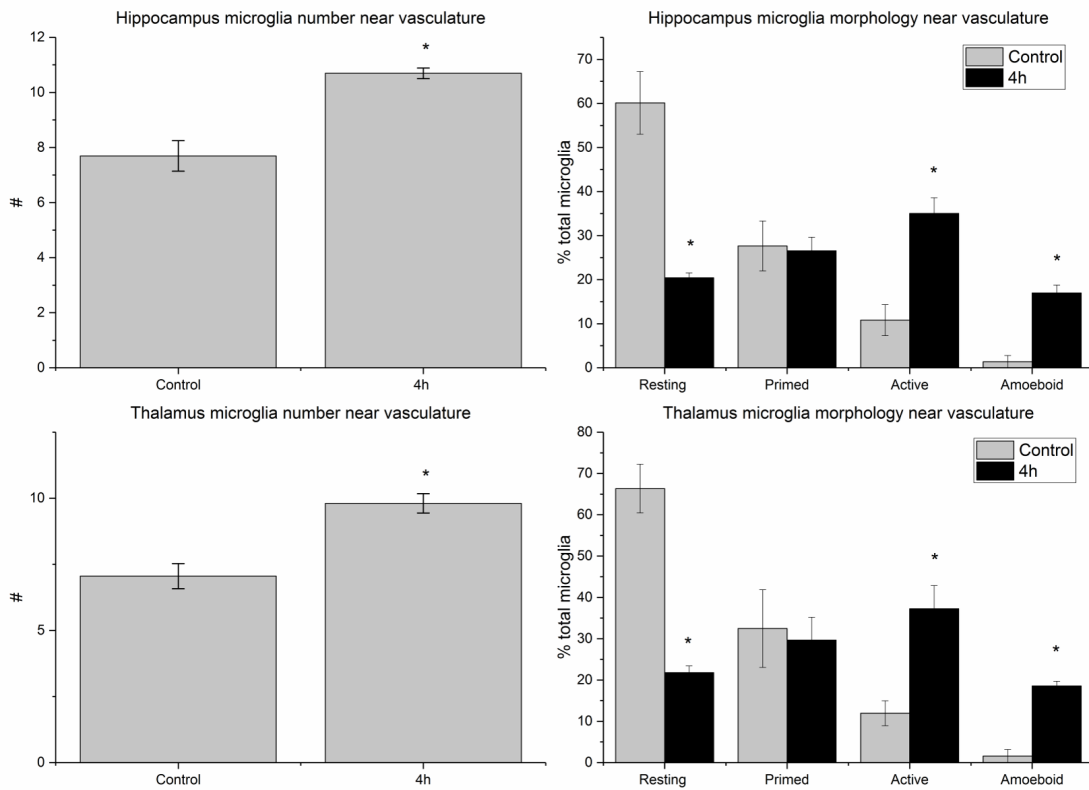 Hippocampus microglia number near vasculature
12
10
8
6
4
2
0
#
*
Control 4h
Hippocampus microglia morphology near vasculature
70
60
50
40
30
20
10
0
% total microglia
Control
4h
*
*
*
Resting Primed Active Amoeboid
Thalamus microglia number near vasculature
10
5
0
#
*
Control 4h
Thalamus microglia morphology near vasculature
80
70
60
50
40
30
20
10
0
% total microglia
Control
4h
*
*
*
Resting Primed Active Amoeboid